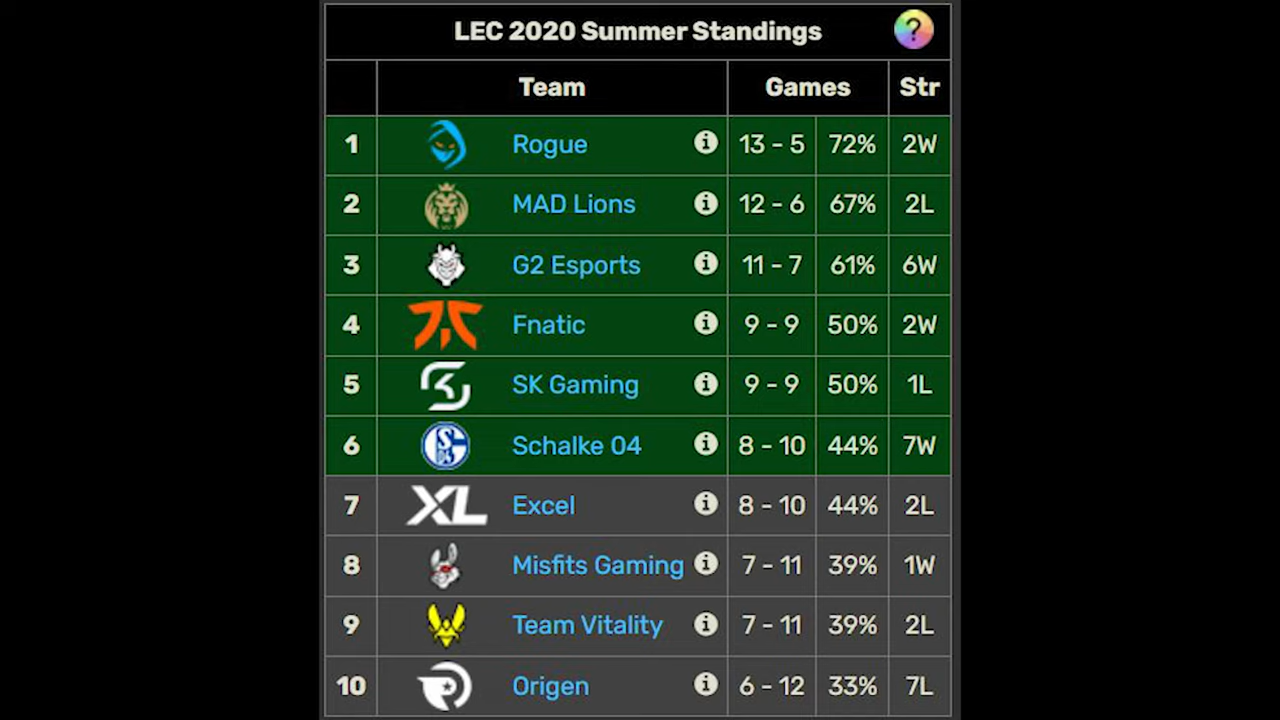 LEC 2020 Summer Standings ?
Team Games Str
1 Rogue i 13 - 5 72% 2W
2 MAD Lions i 12 - 6 67% 2L
3 G2 Esports i 11 - 7 61% 6W
4 Fnatic i 9 - 9 50% 2W
5 SK Gaming i 9 - 9 50% 1L
6 Schalke 04 i 8 - 10 44% 7W
7 XL Excel i 8 - 10 44% 2L
8 Misfits Gaming i 7 - 11 39% 1W
9 Team Vitality i 7 - 11 39% 2L
10 Origen i 6 - 12 33% 7L